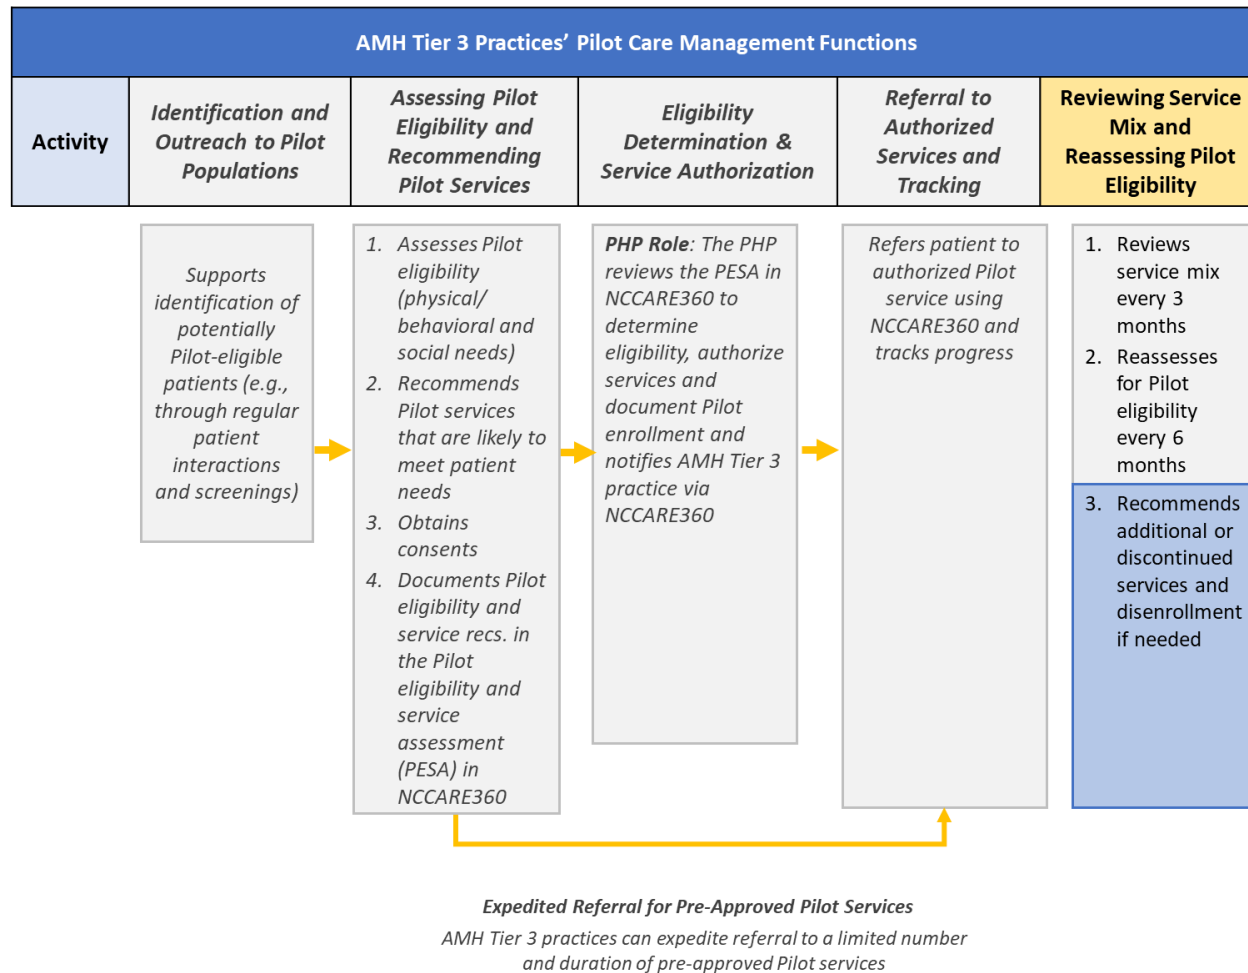 AMH Tier 3 Practices’ Pilot Care Management Functions
Activity
Identification and
Outreach to Pilot
Populations
Assessing Pilot
Eligibility and
Recommending
Pilot Services
Eligibility
Determination &
Service Authorization
Referral to
Authorized
Services and
Tracking
Reviewing Service
Mix and
Reassessing Pilot
Eligibility
Supports
identification of
potentially
Pilot-eligible
patients (e.g.,
through regular
patient
interactions
and screenings)
1. Assesses Pilot
eligibility
(physical/
behavioral and
social needs)
2. Recommends
Pilot services
that are likely to
meet patient
needs
3. Obtains
consents
4. Documents Pilot
eligibility and
service recs. in
the Pilot
eligibility and
service
assessment
(PESA) in
NCCARE360
PHP Role: The PHP
reviews the PESA in
NCCARE360 to
determine
eligibility, authorize
services and
document Pilot
enrollment and
notifies AMH Tier 3
practice via
NCCARE360
Refers patient to
authorized Pilot
service using
NCCARE360 and
tracks progress
1. Reviews
service mix
every 3
months
2. Reassesses
for Pilot
eligibility
every 6
months
3. Recommends
additional or
discontinued
services and
disenrollment
if needed
Expedited Referral for Pre-Approved Pilot Services
AMH Tier 3 practices can expedite referral to a limited number
and duration of pre-approved Pilot services